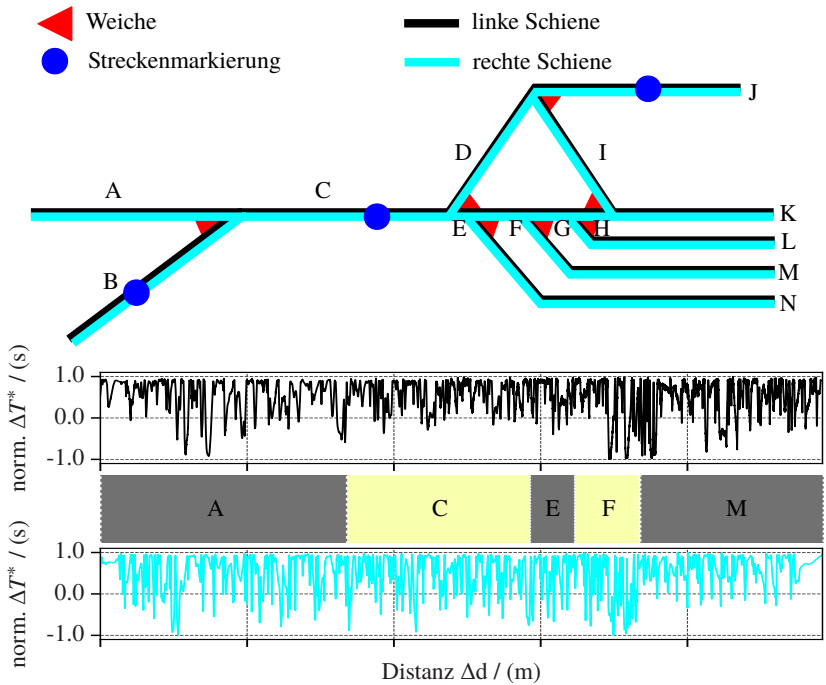 Weiche
linke Schiene
Streckenmarkierung
rechte Schiene
J
D
I
A
C
K
E
F
G
H
L
B
M
N
norm. ΔT* / (s)
1.0
0.0
-1.0
A
C
E
F
M
norm. ΔT* / (s)
1.0
0.0
-1.0
Distanz Δd / (m)